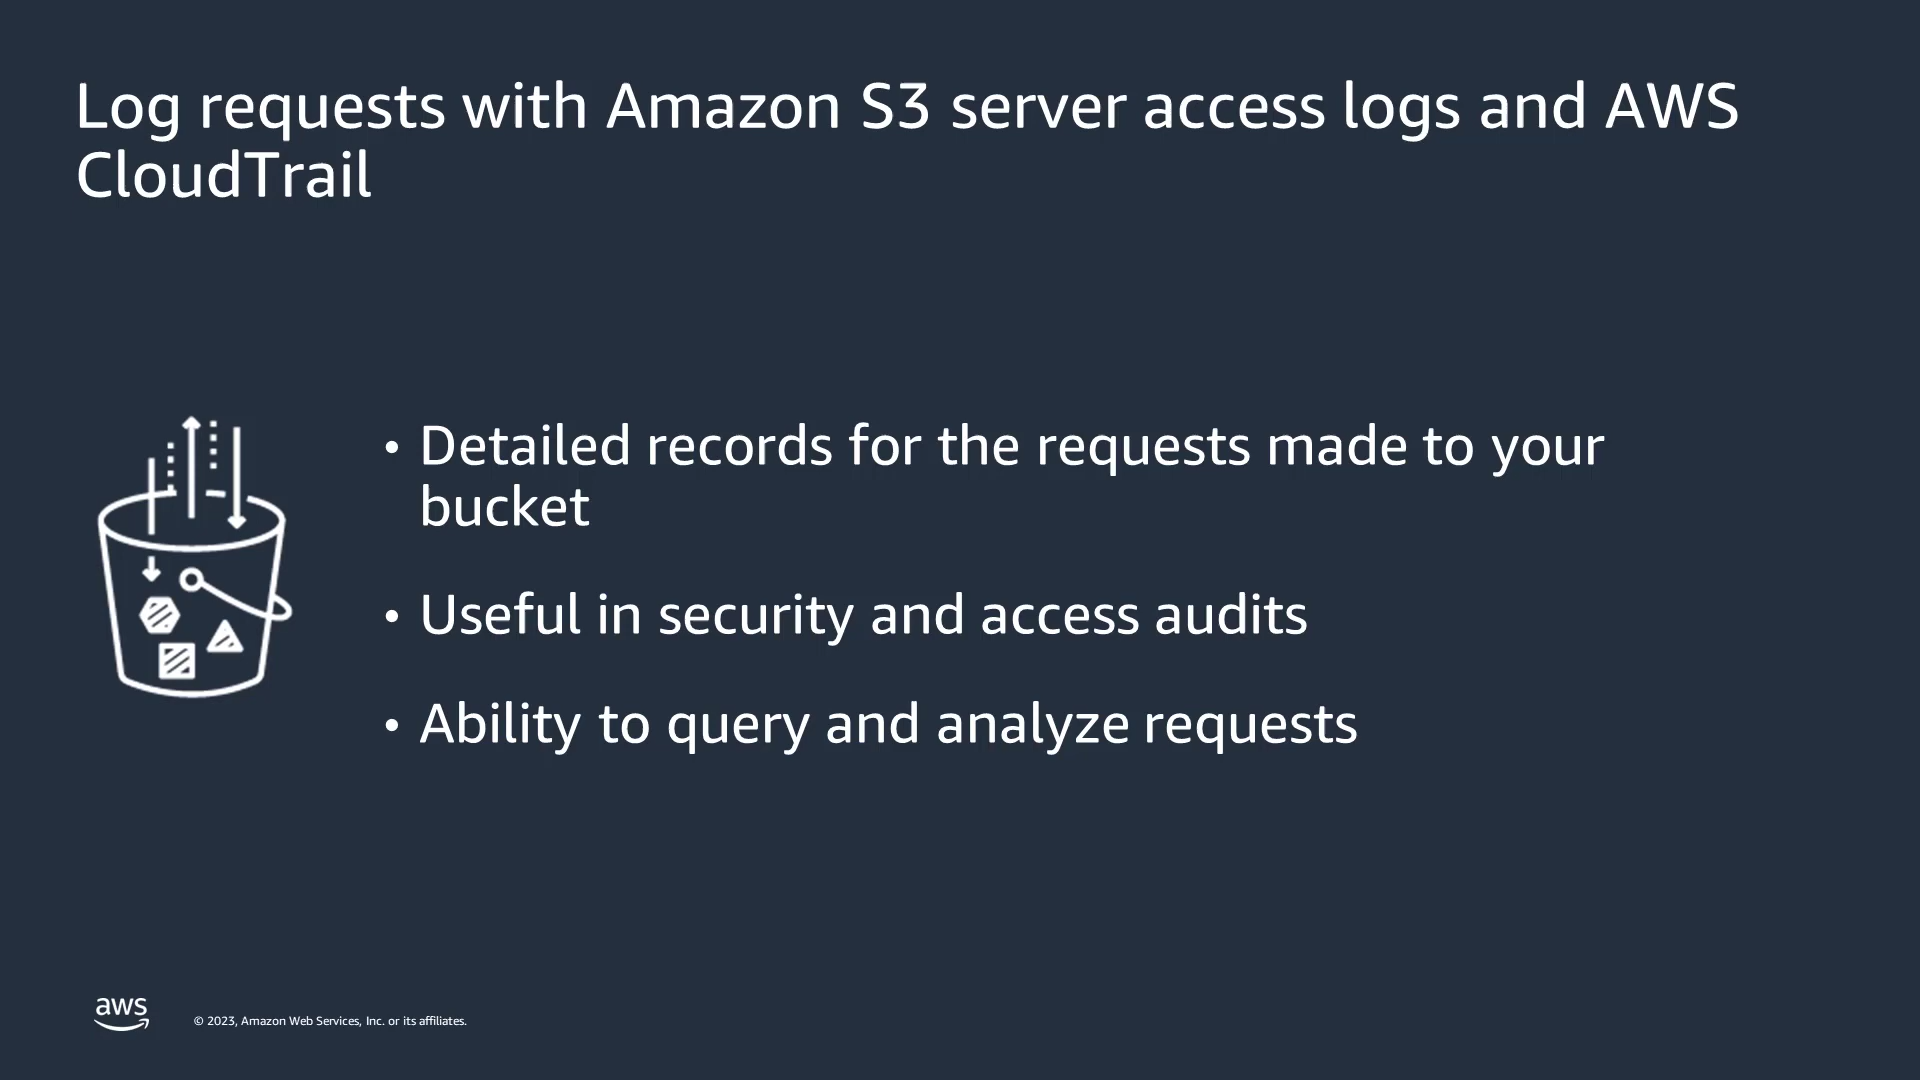 Log requests with Amazon S3 server access logs and AWS
CloudTrail
• Detailed records for the requests made to your
bucket
• Useful in security and access audits
• Ability to query and analyze requests
aws
© 2023, Amazon Web Services, Inc. or its affiliates.